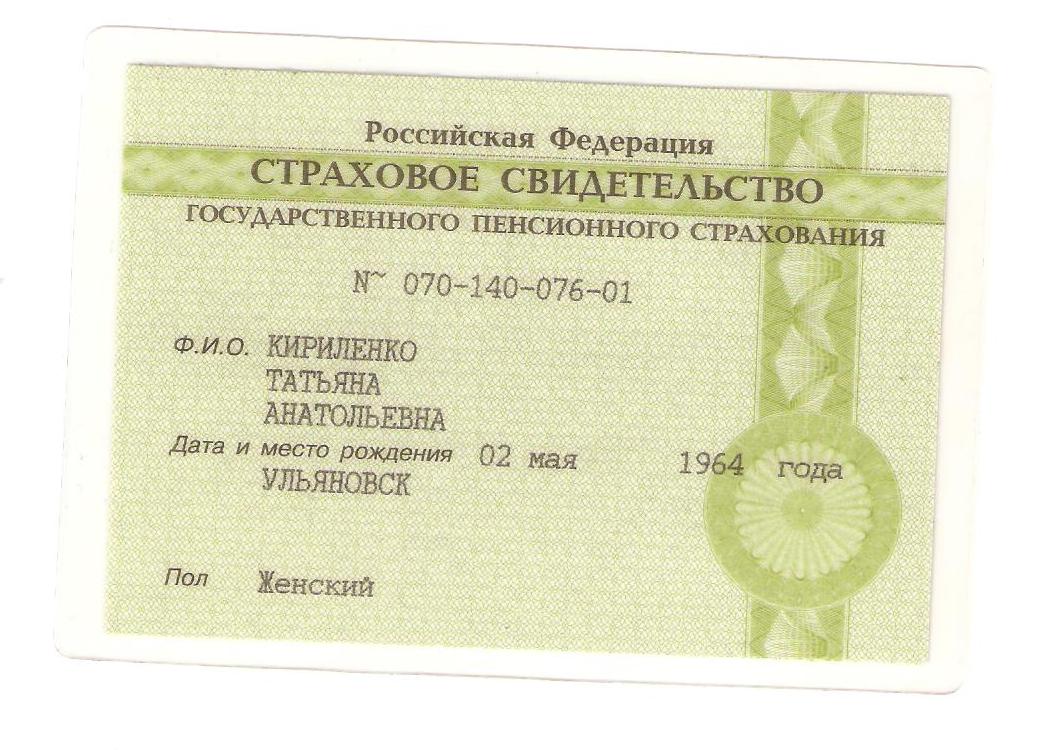 Российская Федерация
СТРАХОВОЕ СВИДЕТЕЛЬСТВО
ГОСУДАРСТВЕННОГО ПЕНСИОННОГО СТРАХОВАНИЯ
N~ 070-140-076-01
Ф.И.О. КИРИЛЕНКО
ТАТЬЯНА
АНАТОЛЬЕВНА
Дата и место рождения 02 мая 1964 года
УЛЬЯНОВСК
Пол Женский